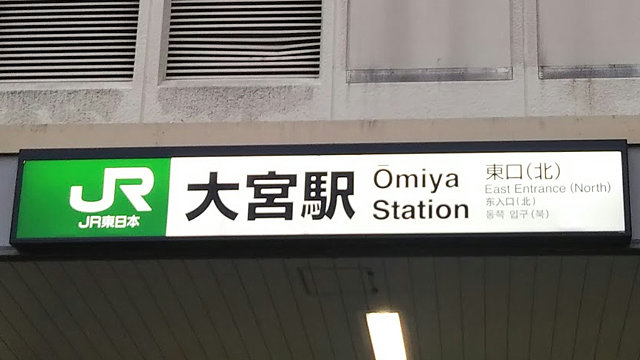 JR
JR東日本
大宮駅
Ōmiya
Station
東口(北)
East Entrance (North)
东入口(北)
동쪽 입구(북)